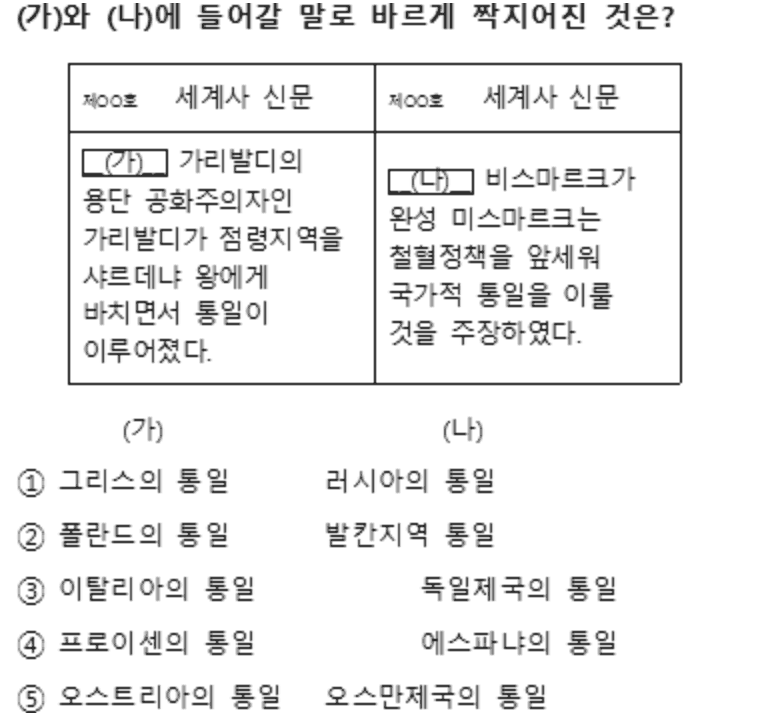 (가)와 (나)에 들어갈 말로 바르게 짝지어진 것은?
제00호 세계사 신문
(가) 가리발디의
용단 공화주의자인
가리발디가 점령지역을
샤르데냐 왕에게
바치면서 통일이
이루어졌다.
제00호 세계사 신문
(나) 비스마르크가
완성 미스마르크는
철혈정책을 앞세워
국가적 통일을 이룰
것을 주장하였다.
(가) (나)
① 그리스의 통일 러시아의 통일
② 폴란드의 통일 발칸지역 통일
③ 이탈리아의 통일 독일제국의 통일
④ 프로이센의 통일 에스파냐의 통일
⑤ 오스트리아의 통일 오스만제국의 통일